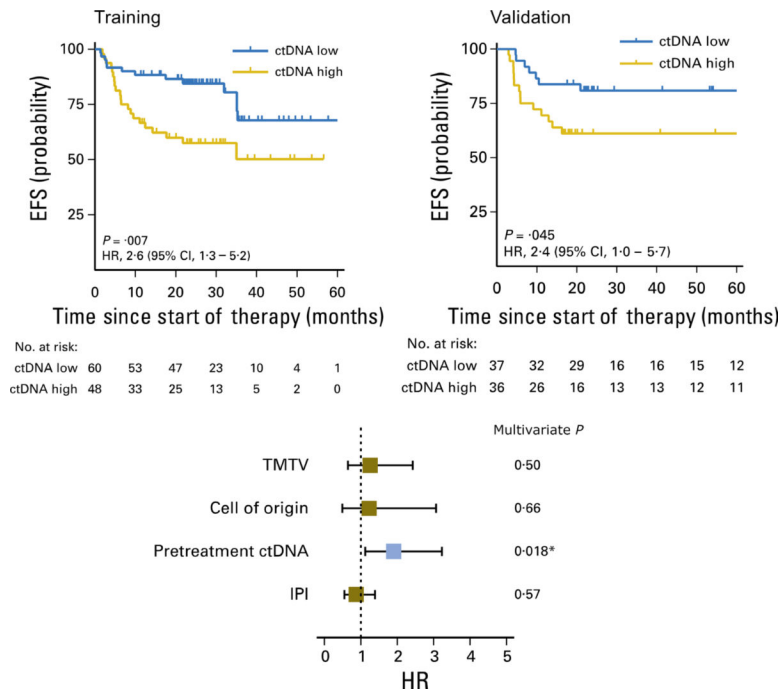 Training
100
75
50
25
EFS (probability)
ctDNA low
ctDNA high
P = ·007
HR, 2·6 (95% CI, 1·3 – 5·2)
0 10 20 30 40 50 60
Time since start of therapy (months)
No. at risk:
ctDNA low 60 53 47 23 10 4 1
ctDNA high 48 33 25 13 5 2 0
Validation
100
75
50
25
EFS (probability)
ctDNA low
ctDNA high
P = ·045
HR, 2·4 (95% CI, 1·0 – 5·7)
0 10 20 30 40 50 60
Time since start of therapy (months)
No. at risk:
ctDNA low 37 32 29 16 16 15 12
ctDNA high 36 26 16 13 13 12 11
Multivariate P
TMTV 0·50
Cell of origin 0·66
Pretreatment ctDNA 0·018*
IPI 0·57
0 1 2 3 4 5
HR